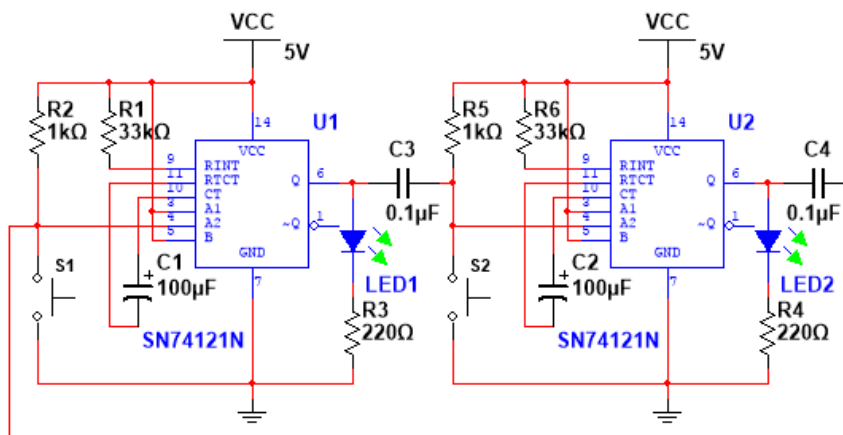 VCC
5V
R2
1kΩ
R1
33kΩ
U1
14
VCC
9
RINT
11
RTCT
10
CT
3
A1
4
A2
5
B
Q
6
~Q
1
GND
7
C3
0.1µF
S1
C1
+
100µF
LED1
R3
220Ω
SN74121N
VCC
5V
R5
1kΩ
R6
33kΩ
U2
14
VCC
9
RINT
11
RTCT
10
CT
3
A1
4
A2
5
B
Q
6
~Q
1
GND
7
C4
0.1µF
S2
C2
+
100µF
LED2
R4
220Ω
SN74121N